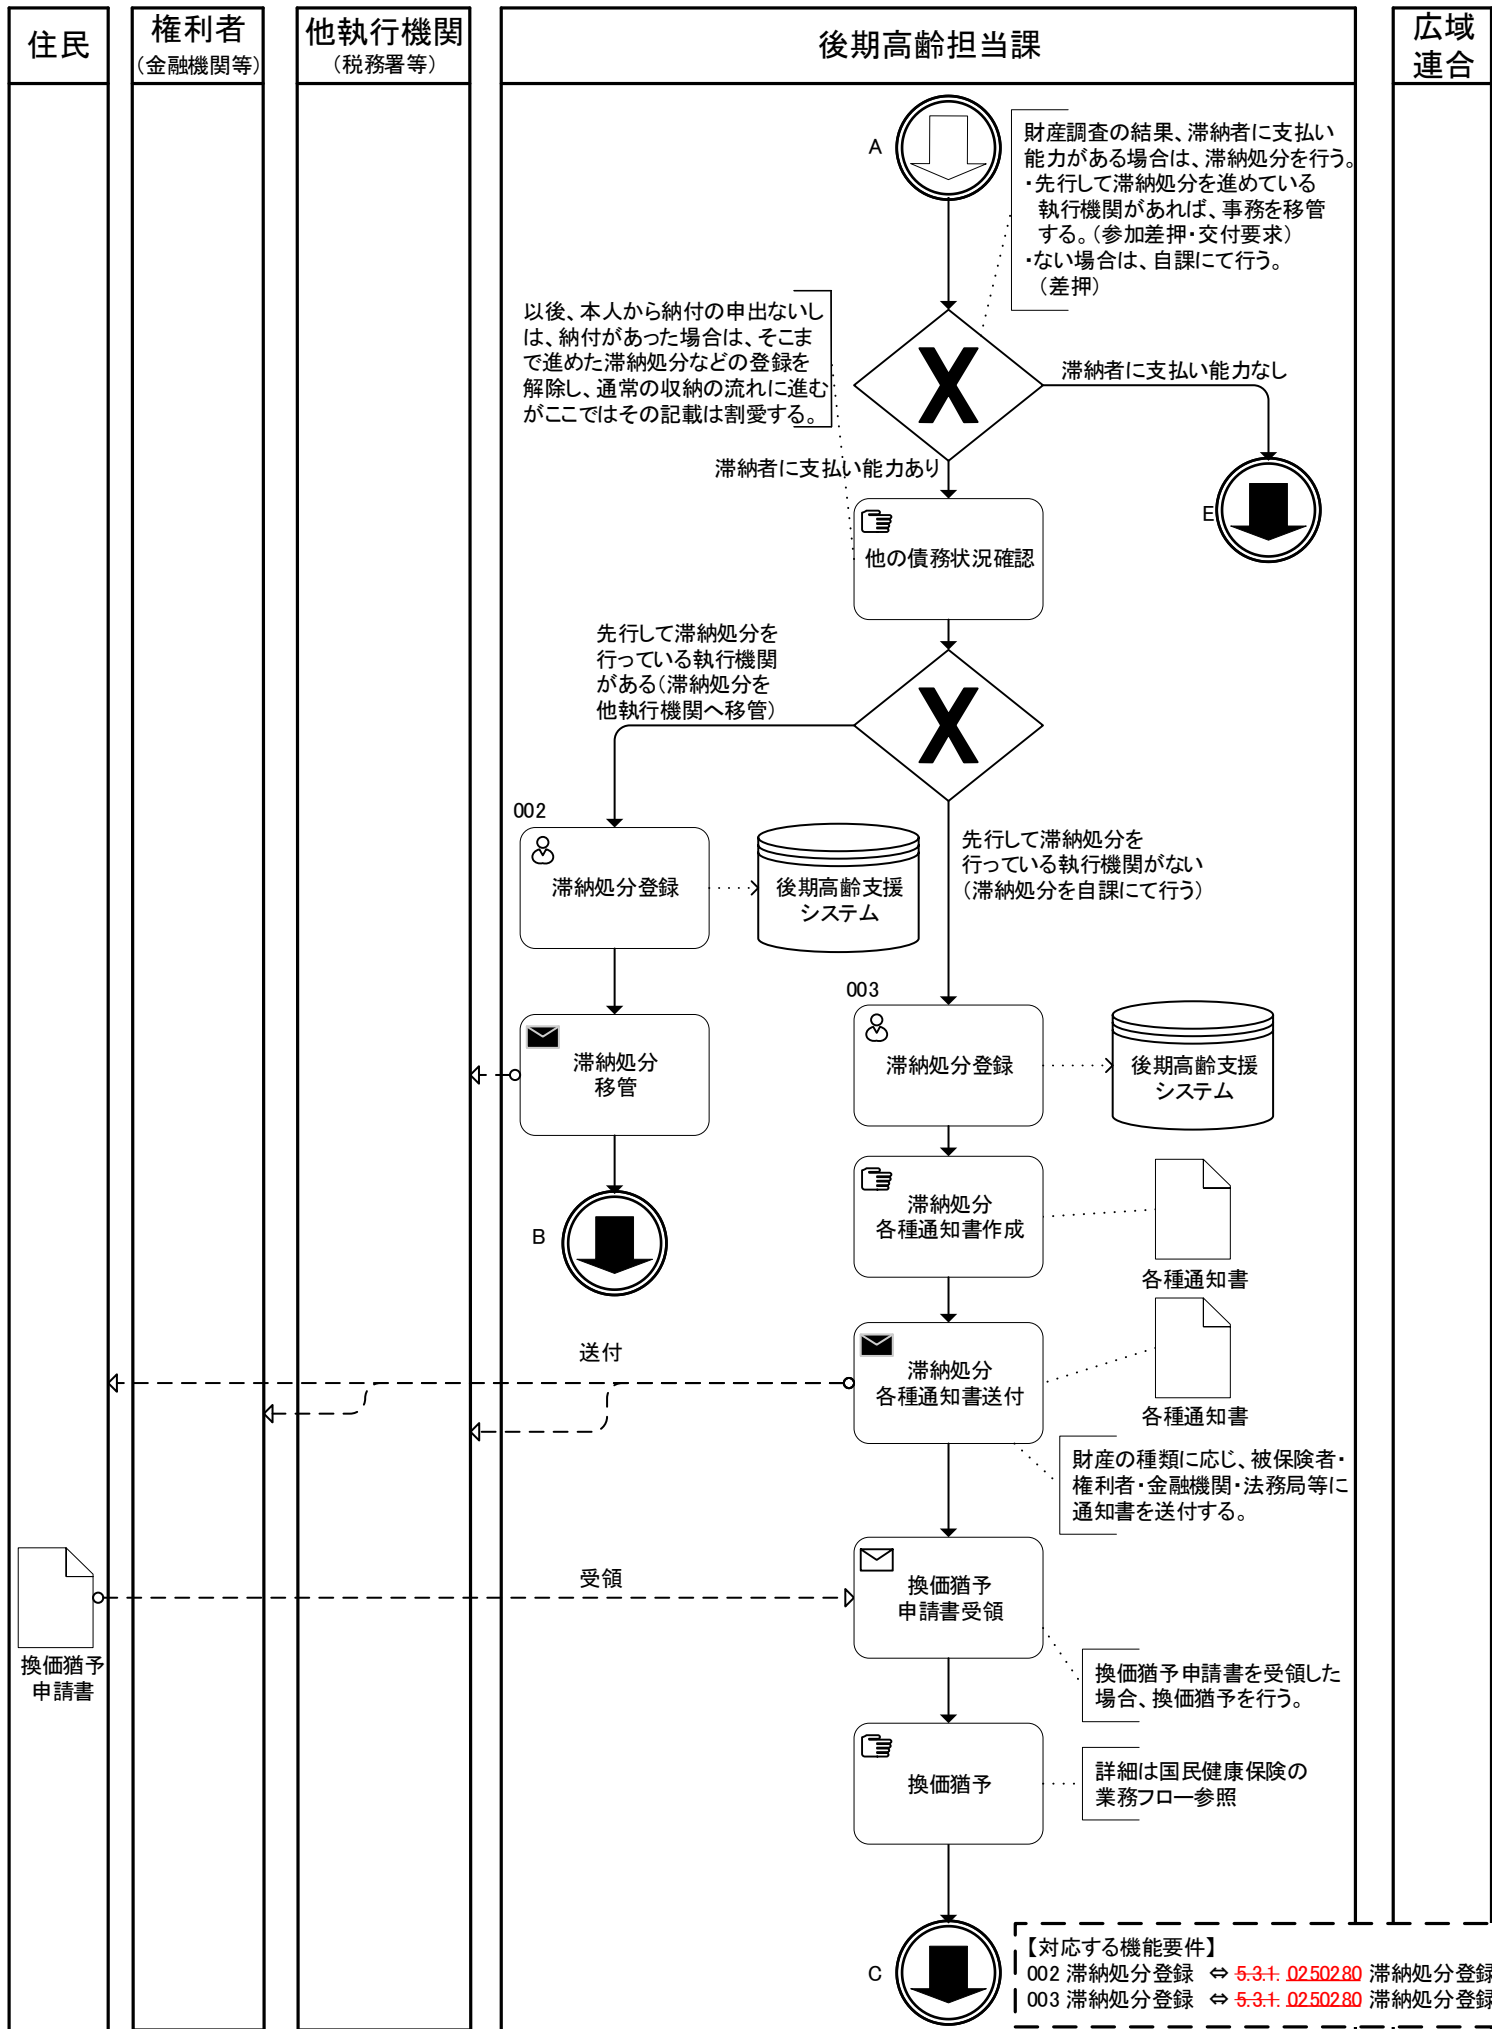 住民
権利者
（金融機関等）
他執行機関
（税務署等）
後期高齢担当課
広域
連合
A
財産調査の結果、滞納者に支払い
能力がある場合は、滞納処分を行う。
・先行して滞納処分を進めている
執行機関があれば、事務を移管
する。（参加差押・交付要求）
・ない場合は、自課にて行う。
（差押）
以後、本人から納付の申出ないし
は、納付があった場合は、そこま
で進めた滞納処分などの登録を
解除し、通常の収納の流れに進む
がここではその記載は割愛する。
滞納者に支払い能力なし
滞納者に支払い能力あり
E
他の債務状況確認
先行して滞納処分を
行っている執行機関
がある（滞納処分を
他執行機関へ移管）
002
滞納処分登録
後期高齢支援
システム
先行して滞納処分を
行っている執行機関がない
（滞納処分を自課にて行う）
003
滞納処分登録
後期高齢支援
システム
滞納処分
移管
B
滞納処分
各種通知書作成
各種通知書
送付
滞納処分
各種通知書送付
各種通知書
財産の種類に応じ、被保険者・
権利者・金融機関・法務局等に
通知書を送付する。
受領
換価猶予
申請書受領
換価猶予
申請書
換価猶予申請書を受領した
場合、換価猶予を行う。
換価猶予
詳細は国民健康保険の
業務フロー参照
C
【対応する機能要件】
002 滞納処分登録 ⇔ 5.3.1. 0250280 滞納処分登録
003 滞納処分登録 ⇔ 5.3.1. 0250280 滞納処分登録